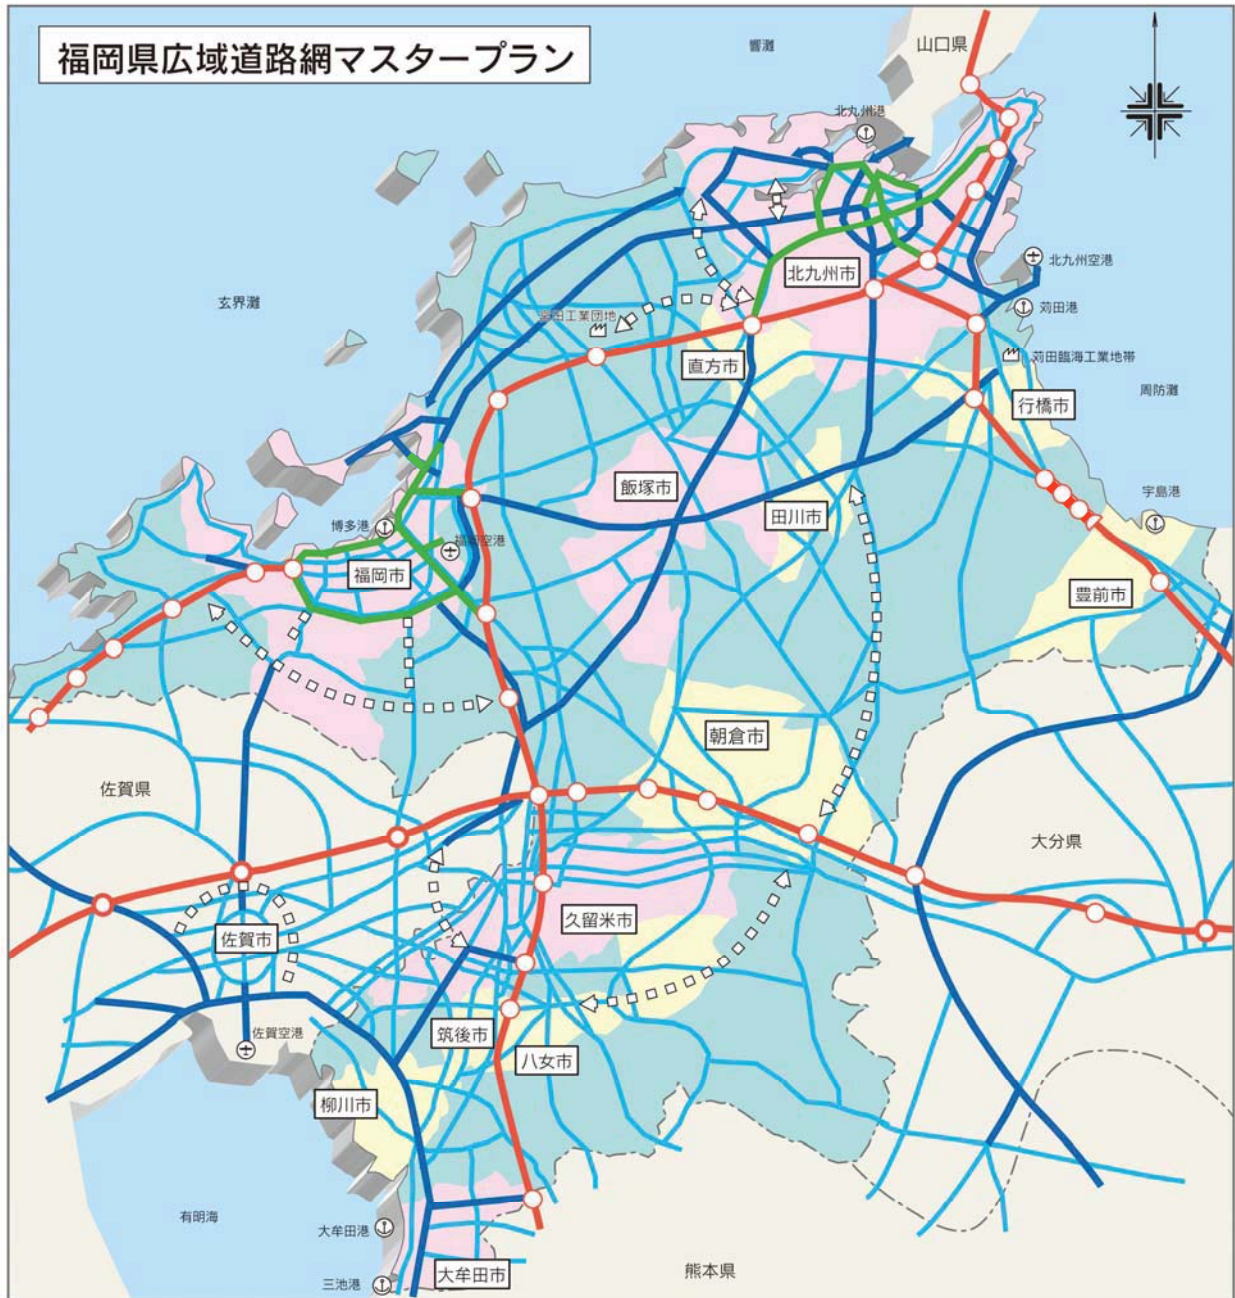 福岡県広域道路網マスタープラン
響灘
山口県
北九州港
北九州空港
北九州市
玄界灘
苅田港
苅田臨海工業地帯
直方市
周防灘
行橋市
飯塚市
宇島港
田川市
博多港
福岡空港
福岡市
豊前市
朝倉市
佐賀県
大分県
久留米市
佐賀市
佐賀空港
筑後市
八女市
柳川市
有明海
大牟田港
熊本県
大牟田市
三池港